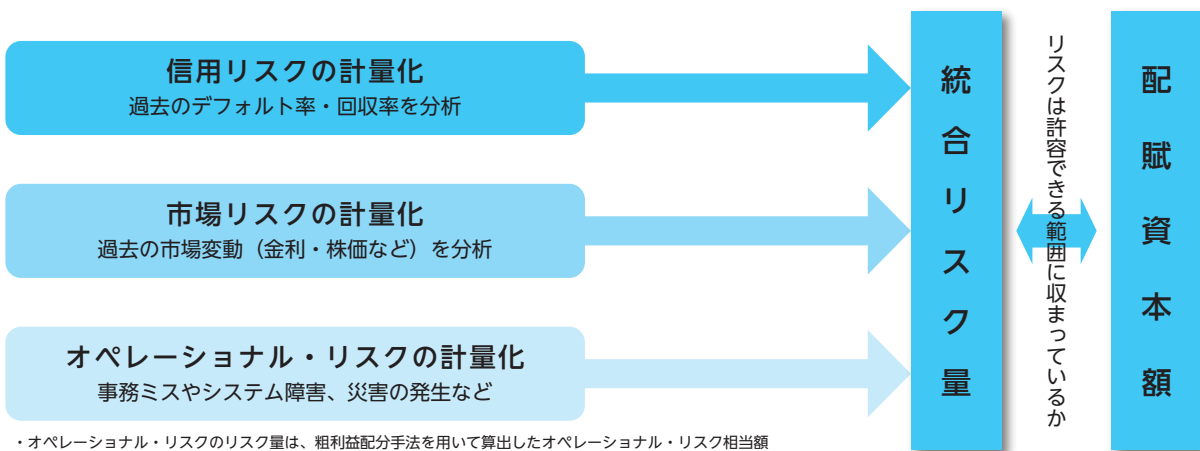 信用リスクの計量化
過去のデフォルト率・回収率を分析
市場リスクの計量化
過去の市場変動（金利・株価など）を分析
オペレーショナル・リスクの計量化
事務ミスやシステム障害、災害の発生など
・オペレーショナル・リスクのリスク量は、粗利益配分手法を用いて算出したオペレーショナル・リスク相当額
統合リスク量
リスクは許容できる範囲に収まっているか
配賦資本額